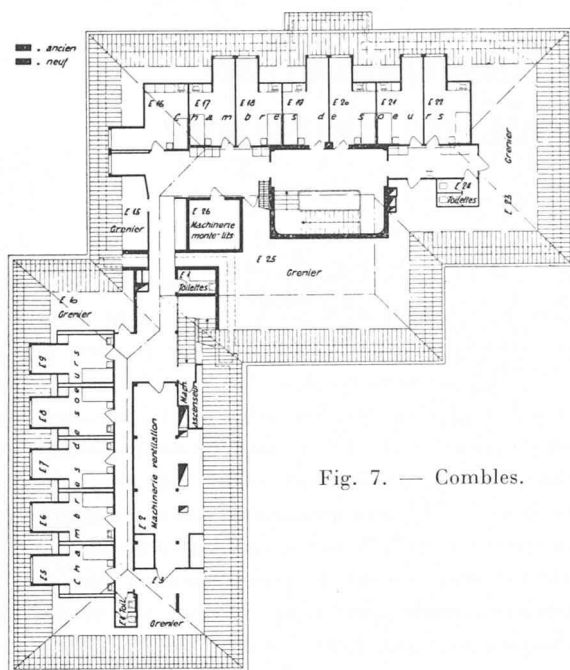 . ancien
. neuf
E 16
E 17
E 18
E 19
E 20
E 21
E 22
Chambres de soeurs
Grenier
E 23
E 24
Toilettes
E 15
Grenier
E 26
Machinerie
monte-lits
E 25
Grenier
Toilettes
E 10
Grenier
E 9
E 8
E 7
E 6
E 5
Chambres de soeurs
Mach.
ascenseur
E 2
Machinerie ventilation
E 3
Toil.
Grenier
Fig. 7. — Combles.